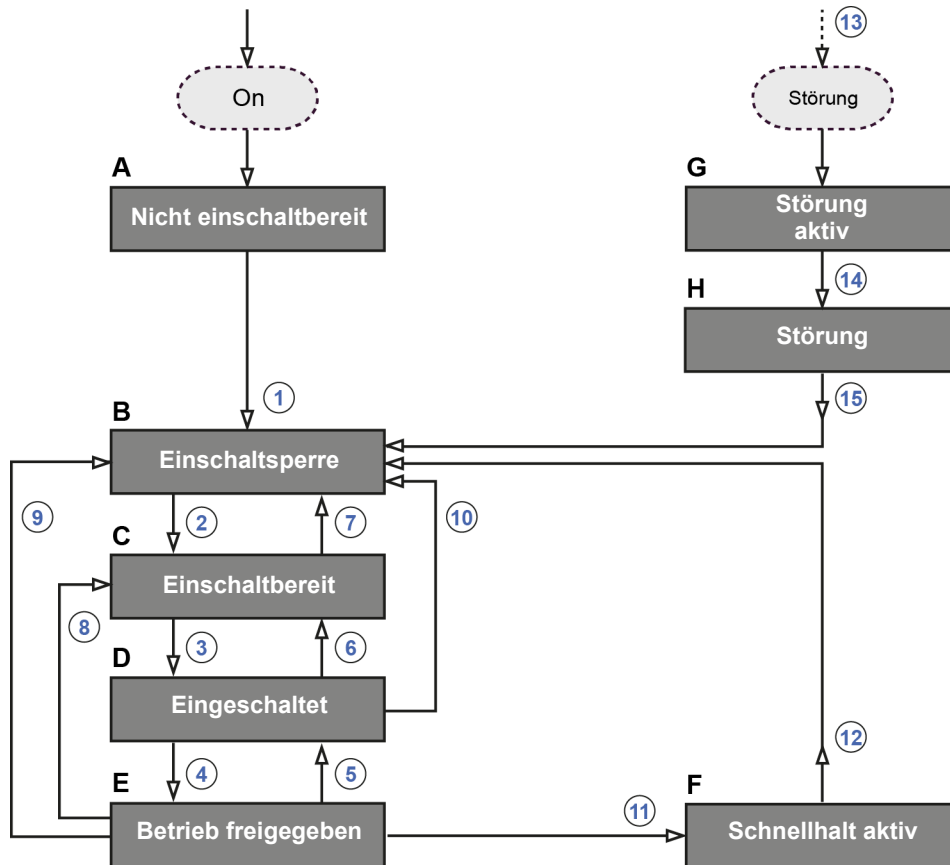 13
On
Störung
A
G
Nicht einschaltbereit
Störung
aktiv
14
H
Störung
1
15
B
Einschaltsperre
9
2
7
10
C
Einschaltbereit
8
3
6
D
Eingeschaltet
12
4
5
E
11
F
Betrieb freigegeben
Schnellhalt aktiv